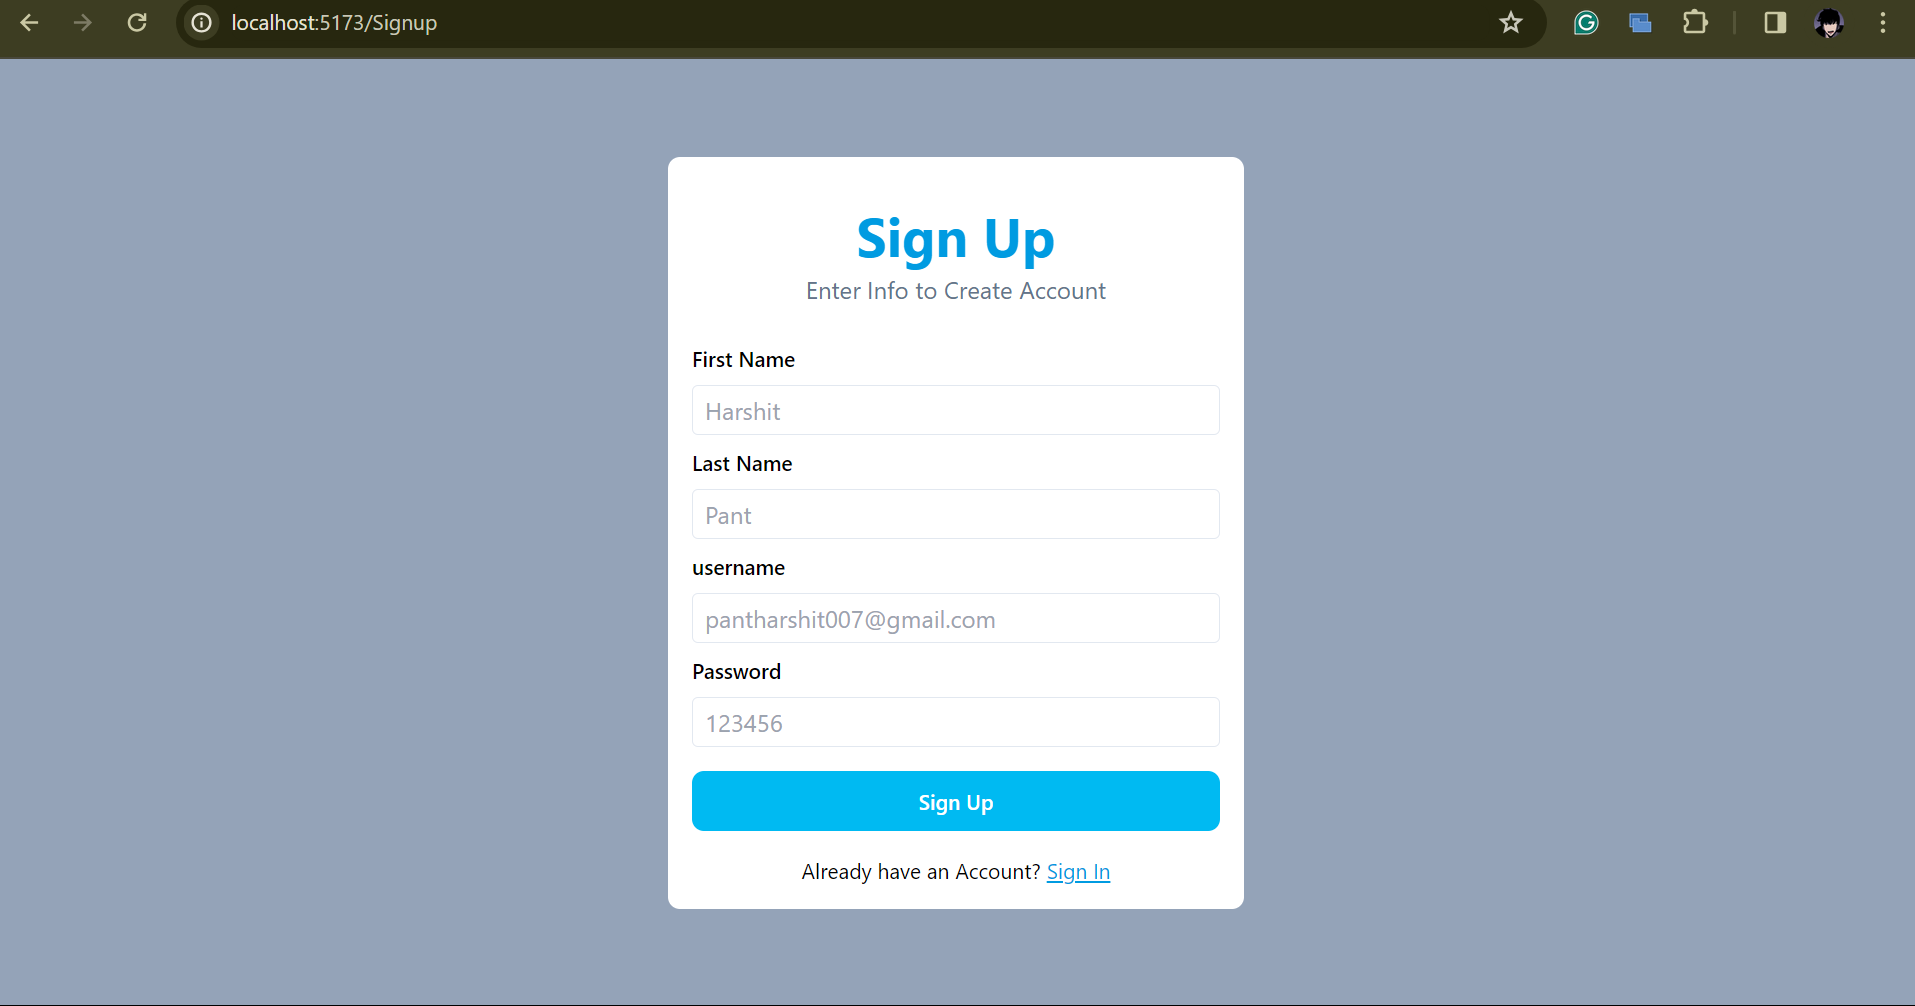 localhost:5173/Signup
Sign Up
Enter Info to Create Account
First Name
Harshit
Last Name
Pant
username
pantharshit007@gmail.com
Password
123456
Sign Up
Already have an Account? Sign In